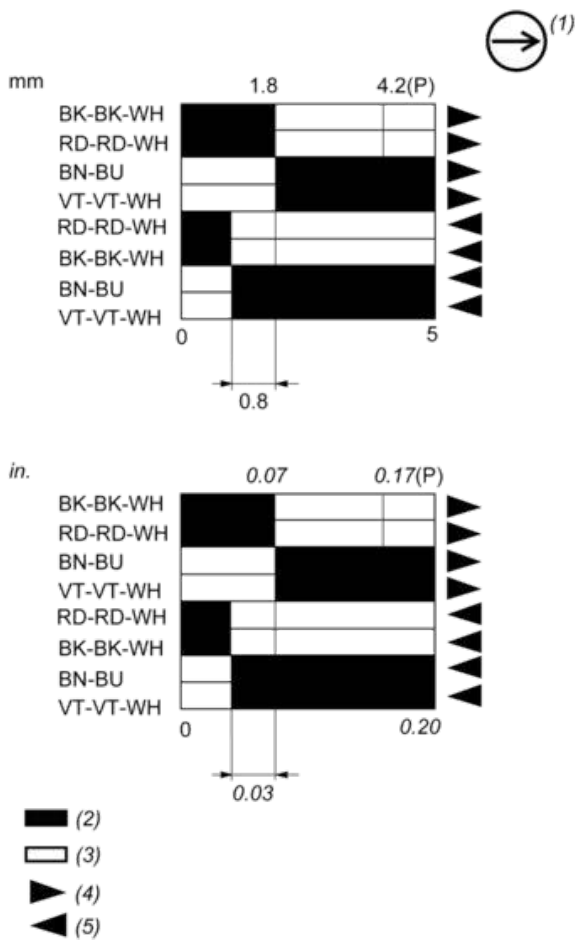 (1)
mm
1.8 4.2(P)
BK-BK-WH
RD-RD-WH
BN-BU
VT-VT-WH
RD-RD-WH
BK-BK-WH
BN-BU
VT-VT-WH
0 5
0.8
in.
0.07 0.17(P)
BK-BK-WH
RD-RD-WH
BN-BU
VT-VT-WH
RD-RD-WH
BK-BK-WH
BN-BU
VT-VT-WH
0 0.20
0.03
(2)
(3)
(4)
(5)